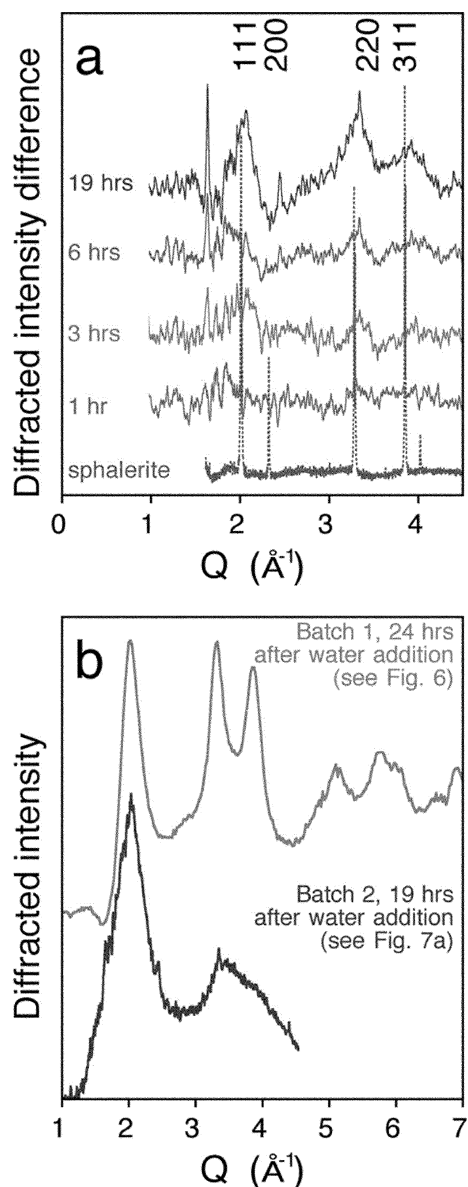 a
111
200
220
311
Diffracted intensity difference
19 hrs
6 hrs
3 hrs
1 hr
sphalerite
0 1 2 3 4
Q (Å⁻¹)
b
Batch 1, 24 hrs
after water addition
(see Fig. 6)
Diffracted intensity
Batch 2, 19 hrs
after water addition
(see Fig. 7a)
1 2 3 4 5 6 7
Q (Å⁻¹)